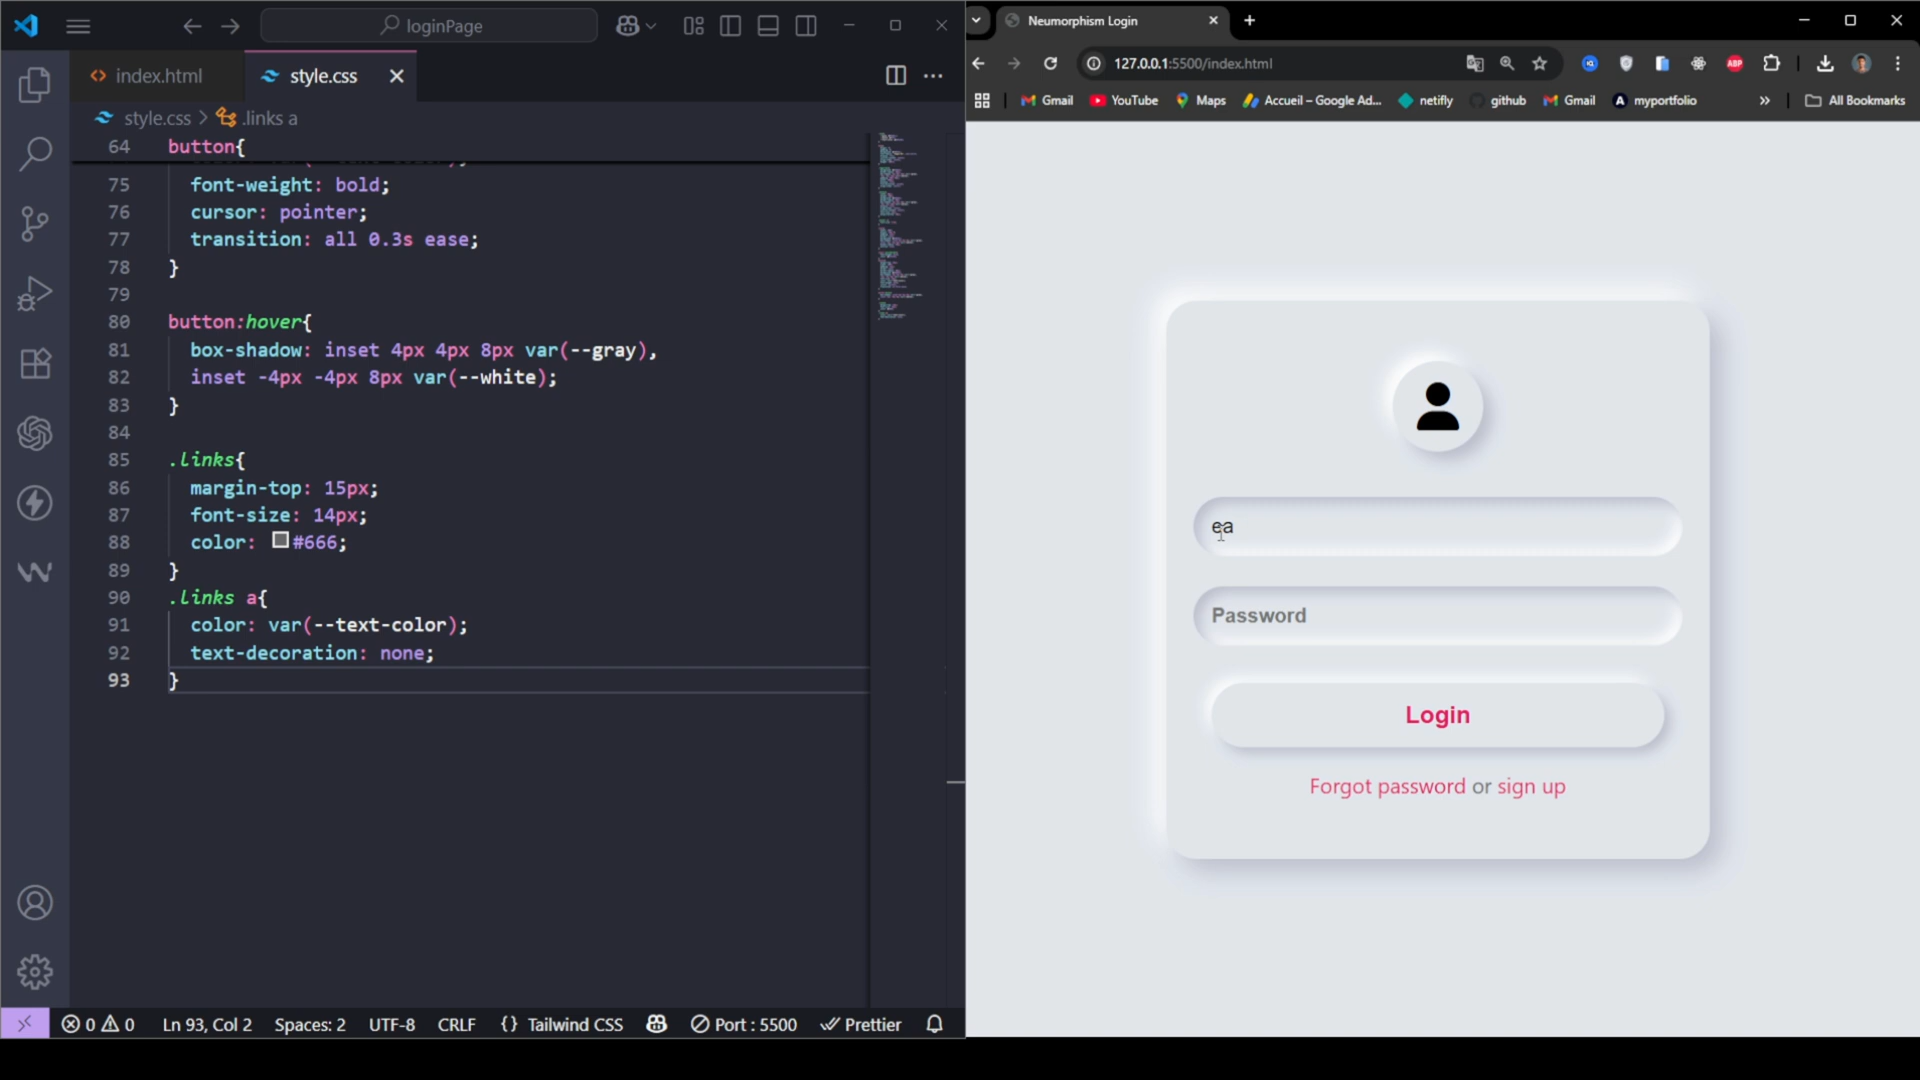 loginPage
index.html
style.css
style.css > .links a
64 button{
75 font-weight: bold;
76 cursor: pointer;
77 transition: all 0.3s ease;
78 }
79
80 button:hover{
81 box-shadow: inset 4px 4px 8px var(--gray),
82 inset -4px -4px 8px var(--white);
83 }
84
85 .links{
86 margin-top: 15px;
87 font-size: 14px;
88 color: #666;
89 }
90 .links a{
91 color: var(--text-color);
92 text-decoration: none;
93 }
0 0 Ln 93, Col 2 Spaces: 2 UTF-8 CRLF {} Tailwind CSS Port : 5500 Prettier
Neumorphism Login
127.0.0.1:5500/index.html
ABP
Gmail YouTube Maps Accueil – Google Ad... netifly github Gmail myportfolio » All Bookmarks
ea
Password
Login
Forgot password or sign up